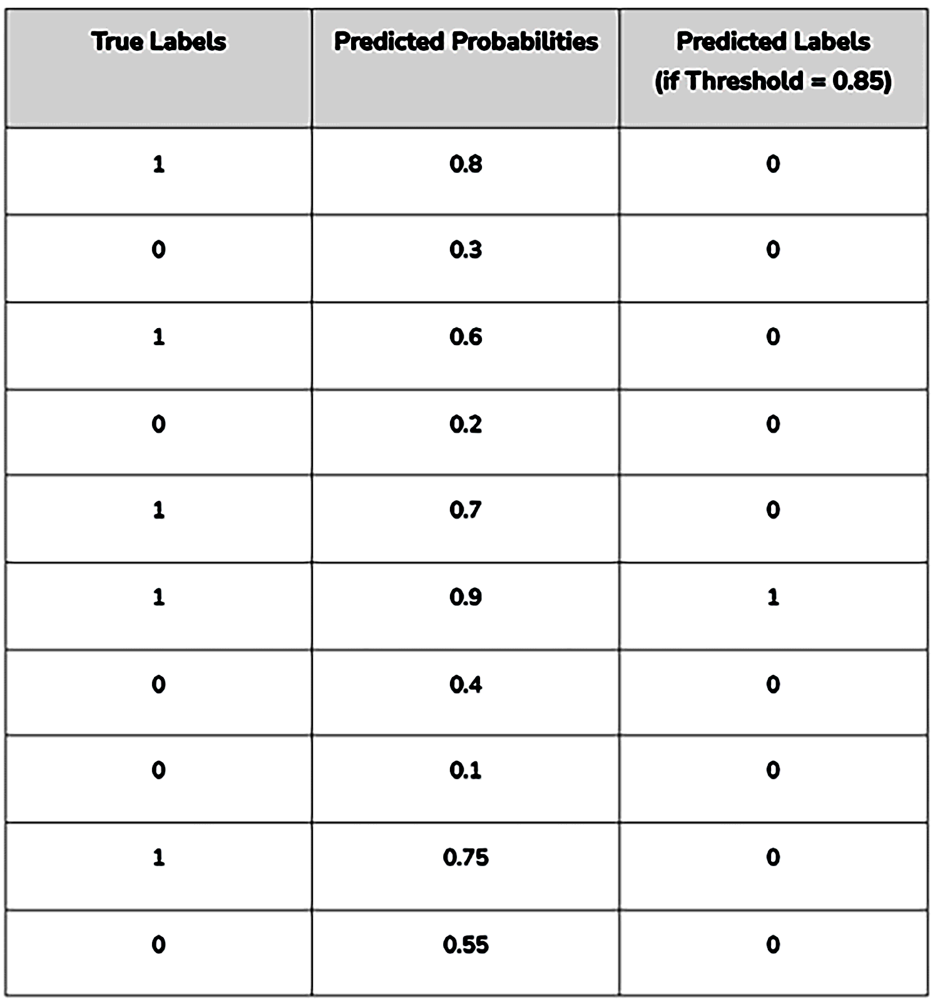 True Labels Predicted Probabilities Predicted Labels
(if Threshold = 0.85)
1 0.8 0
0 0.3 0
1 0.6 0
0 0.2 0
1 0.7 0
1 0.9 1
0 0.4 0
0 0.1 0
1 0.75 0
0 0.55 0